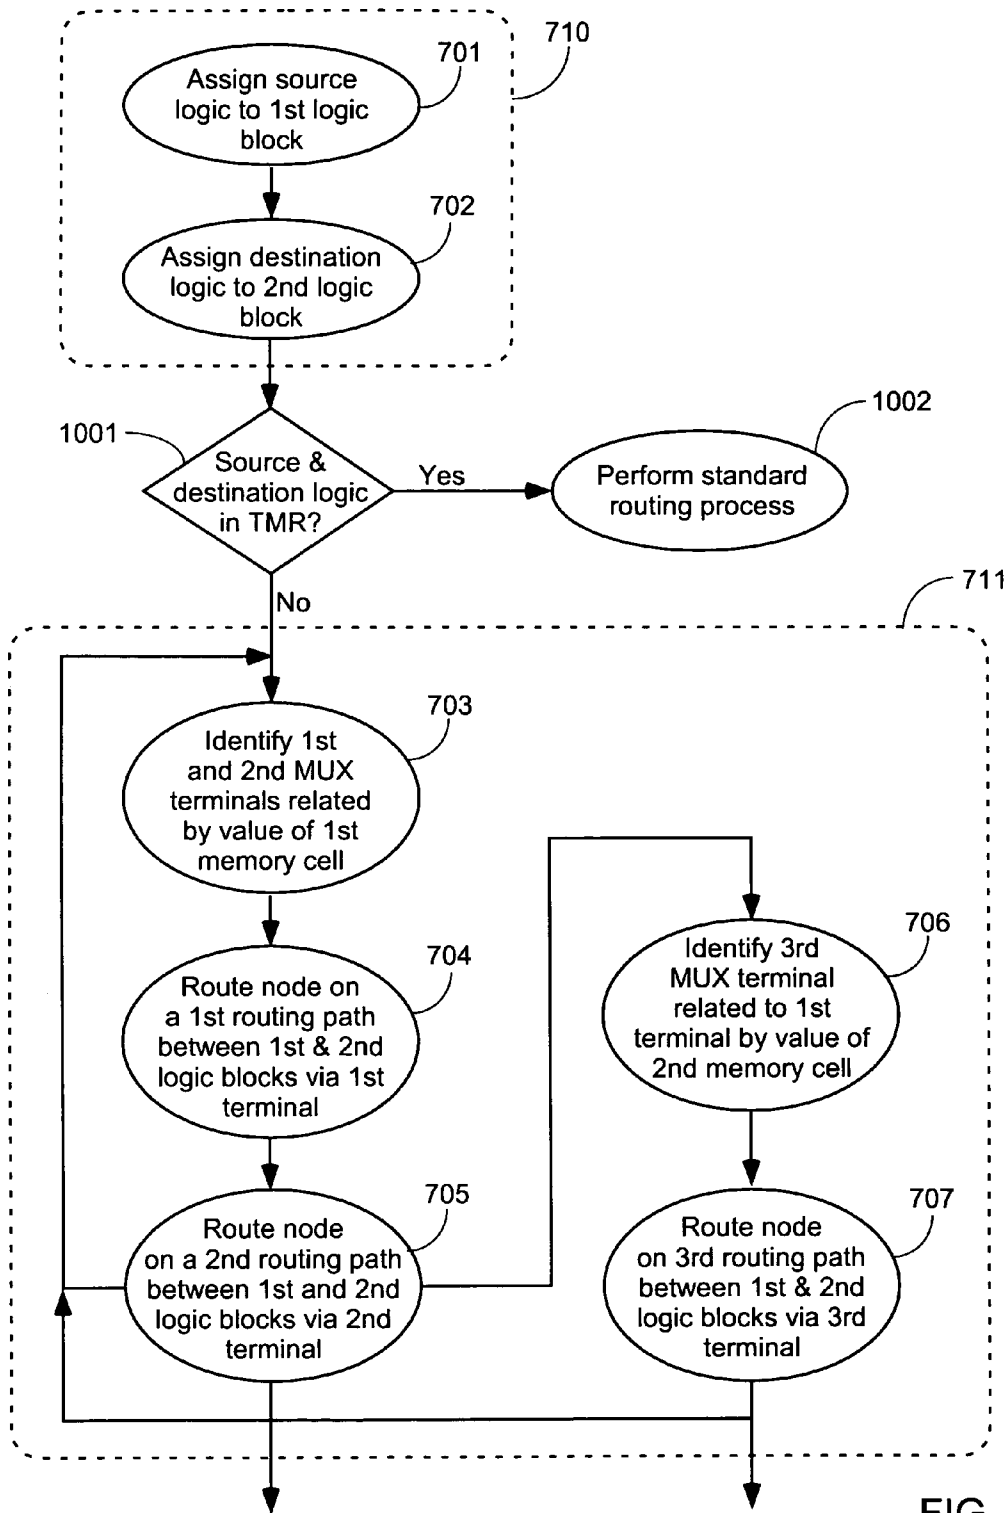 701
710
Assign source
logic to 1st logic
block
702
Assign destination
logic to 2nd logic
block
1001
1002
Source &
destination logic
in TMR?
Yes
Perform standard
routing process
No
711
703
Identify 1st
and 2nd MUX
terminals related
by value of 1st
memory cell
704
Route node on
a 1st routing path
between 1st & 2nd
logic blocks via 1st
terminal
706
Identify 3rd
MUX terminal
related to 1st
terminal by value of
2nd memory cell
705
Route node
on a 2nd routing path
between 1st and 2nd
logic blocks via 2nd
terminal
707
Route node
on 3rd routing path
between 1st & 2nd
logic blocks via 3rd
terminal
FIG